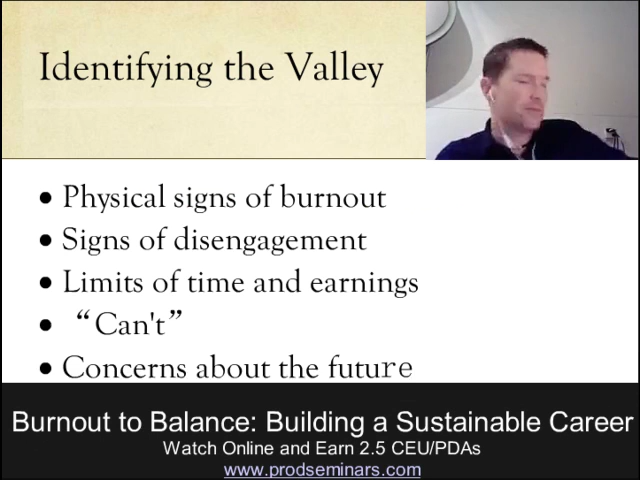 Identifying the Valley
• Physical signs of burnout
• Signs of disengagement
• Limits of time and earnings
• “Can't”
• Concerns about the future
Burnout to Balance: Building a Sustainable Career
Watch Online and Earn 2.5 CEU/PDAs
www.prodseminars.com